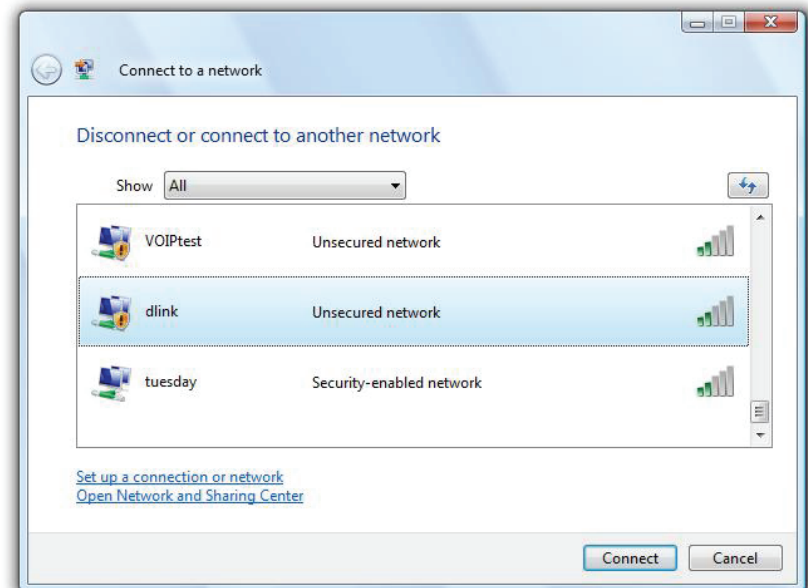 Connect to a network
Disconnect or connect to another network
Show All
VOIPtest Unsecured network
dlink Unsecured network
tuesday Security-enabled network
Set up a connection or network
Open Network and Sharing Center
Connect Cancel